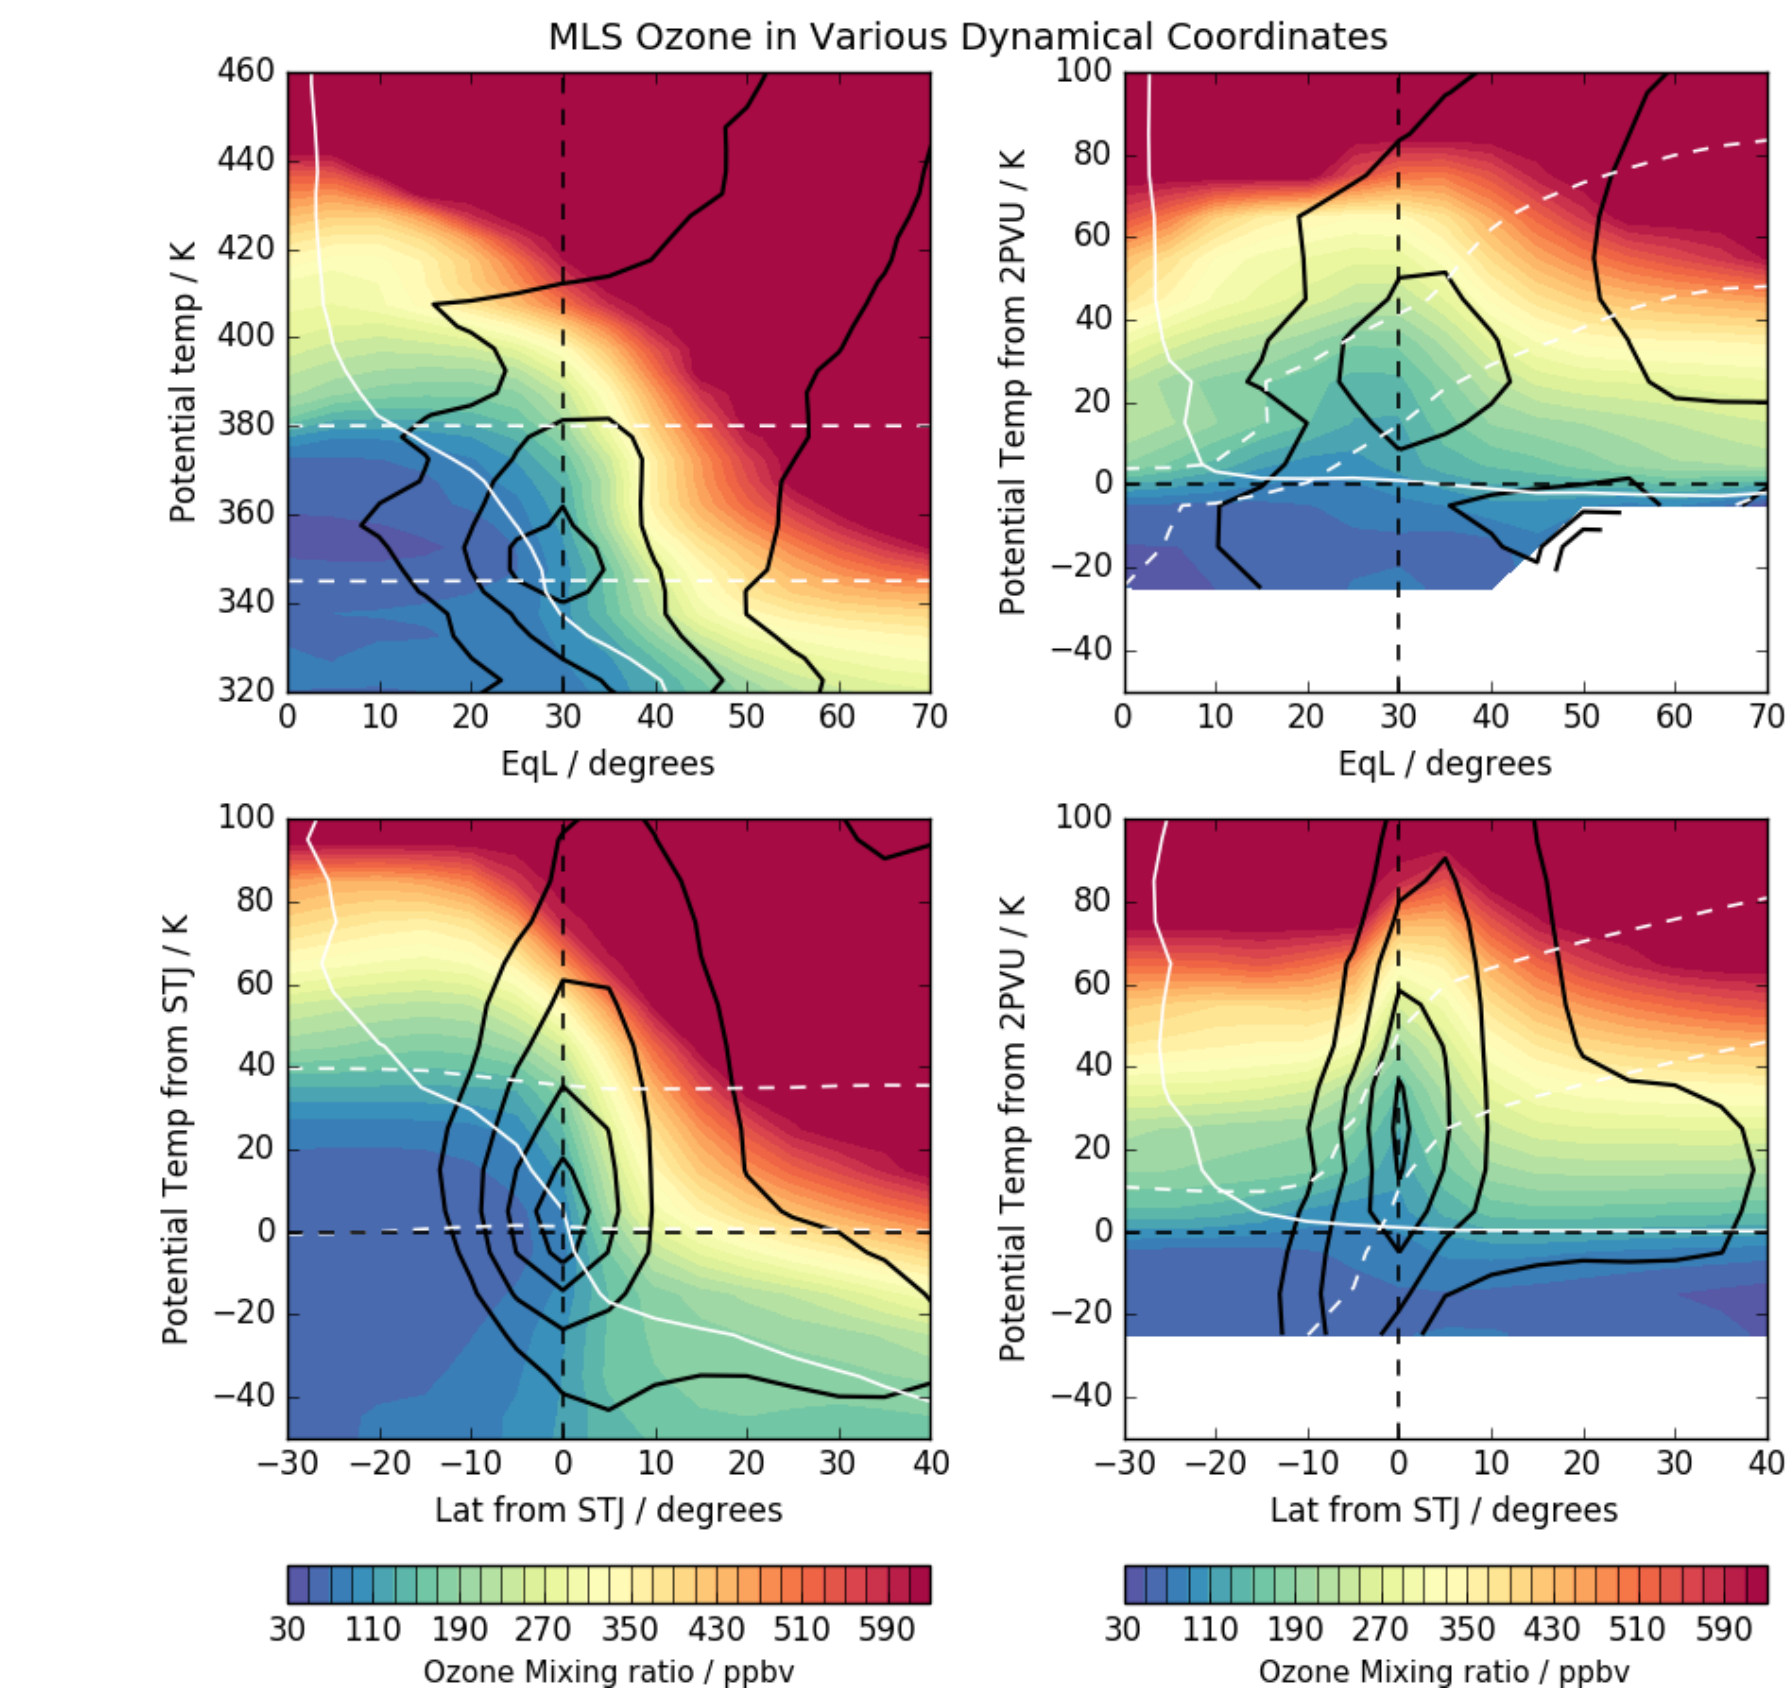 MLS Ozone in Various Dynamical Coordinates
460
440
420
400
380
360
340
320
Potential temp / K
0 10 20 30 40 50 60 70
EqL / degrees
100
80
60
40
20
0
−20
−40
Potential Temp from 2PVU / K
0 10 20 30 40 50 60 70
EqL / degrees
100
80
60
40
20
0
−20
−40
Potential Temp from STJ / K
−30 −20 −10 0 10 20 30 40
Lat from STJ / degrees
100
80
60
40
20
0
−20
−40
Potential Temp from 2PVU / K
−30 −20 −10 0 10 20 30 40
Lat from STJ / degrees
30 110 190 270 350 430 510 590
Ozone Mixing ratio / ppbv
30 110 190 270 350 430 510 590
Ozone Mixing ratio / ppbv